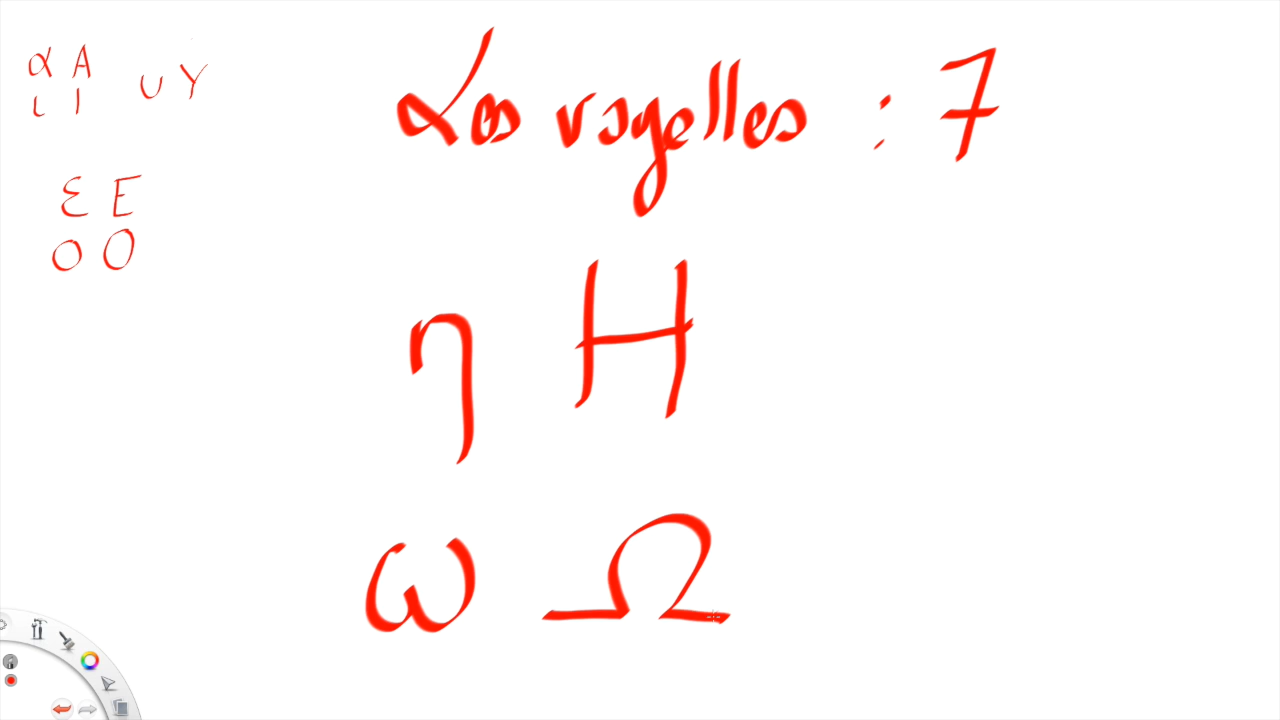 α A
υ Y
ι I
ε E
ο O
Les voyelles : 7
η H
ω Ω